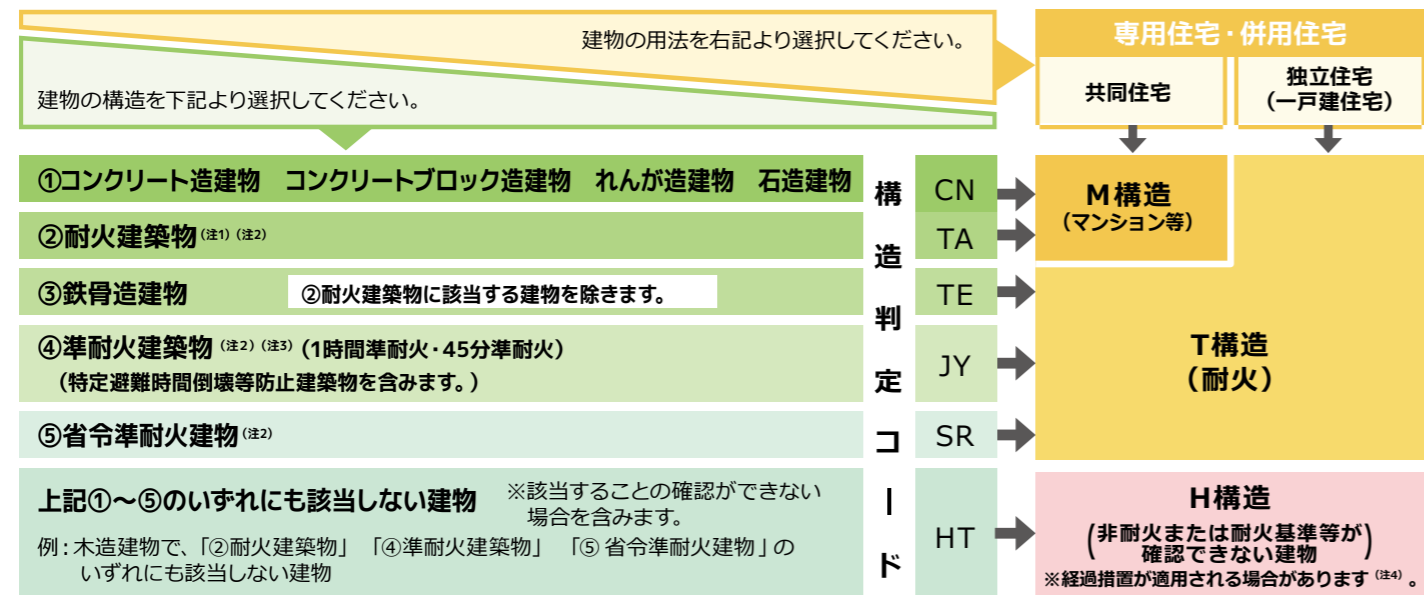 建物の用法を右記より選択してください。
建物の構造を下記より選択してください。
専用住宅・併用住宅
共同住宅
独立住宅
（一戸建住宅）
①コンクリート造建物　コンクリートブロック造建物　れんが造建物　石造建物
②耐火建築物（注1）（注2）
③鉄骨造建物
②耐火建築物に該当する建物を除きます。
④準耐火建築物（注2）（注3）（1時間準耐火・45分準耐火）
（特定避難時間倒壊等防止建築物を含みます。）
⑤省令準耐火建物（注2）
上記①～⑤のいずれにも該当しない建物
※該当することの確認ができない
場合を含みます。
例：木造建物で、「②耐火建築物」「④準耐火建築物」「⑤ 省令準耐火建物」の
いずれにも該当しない建物
構造判定コード
CN
TA
TE
JY
SR
HT
M構造
（マンション等）
T構造
（耐火）
H構造
（非耐火または耐火基準等が
確認できない建物）
※経過措置が適用される場合があります（注4）。